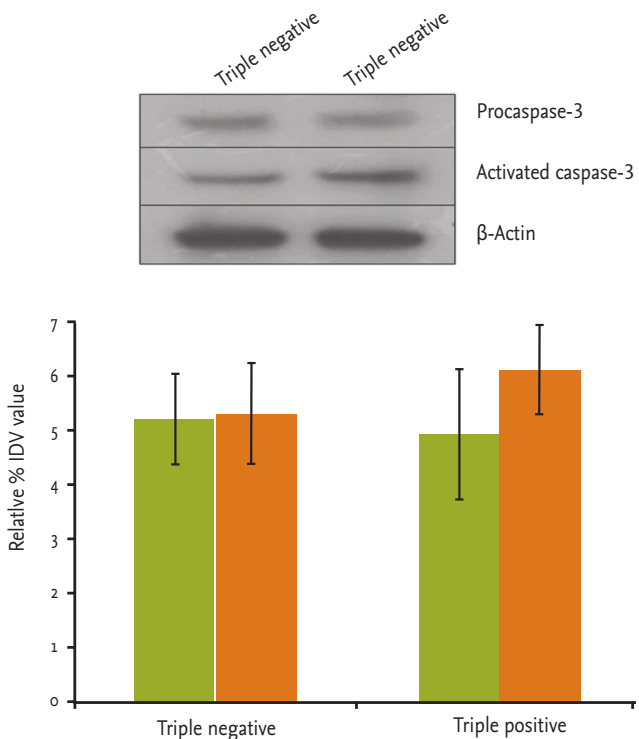 Triple negative
Triple negative
Procaspase-3
Activated caspase-3
β-Actin
Relative % IDV value
7
6
5
4
3
2
1
0
Triple negative
Triple positive